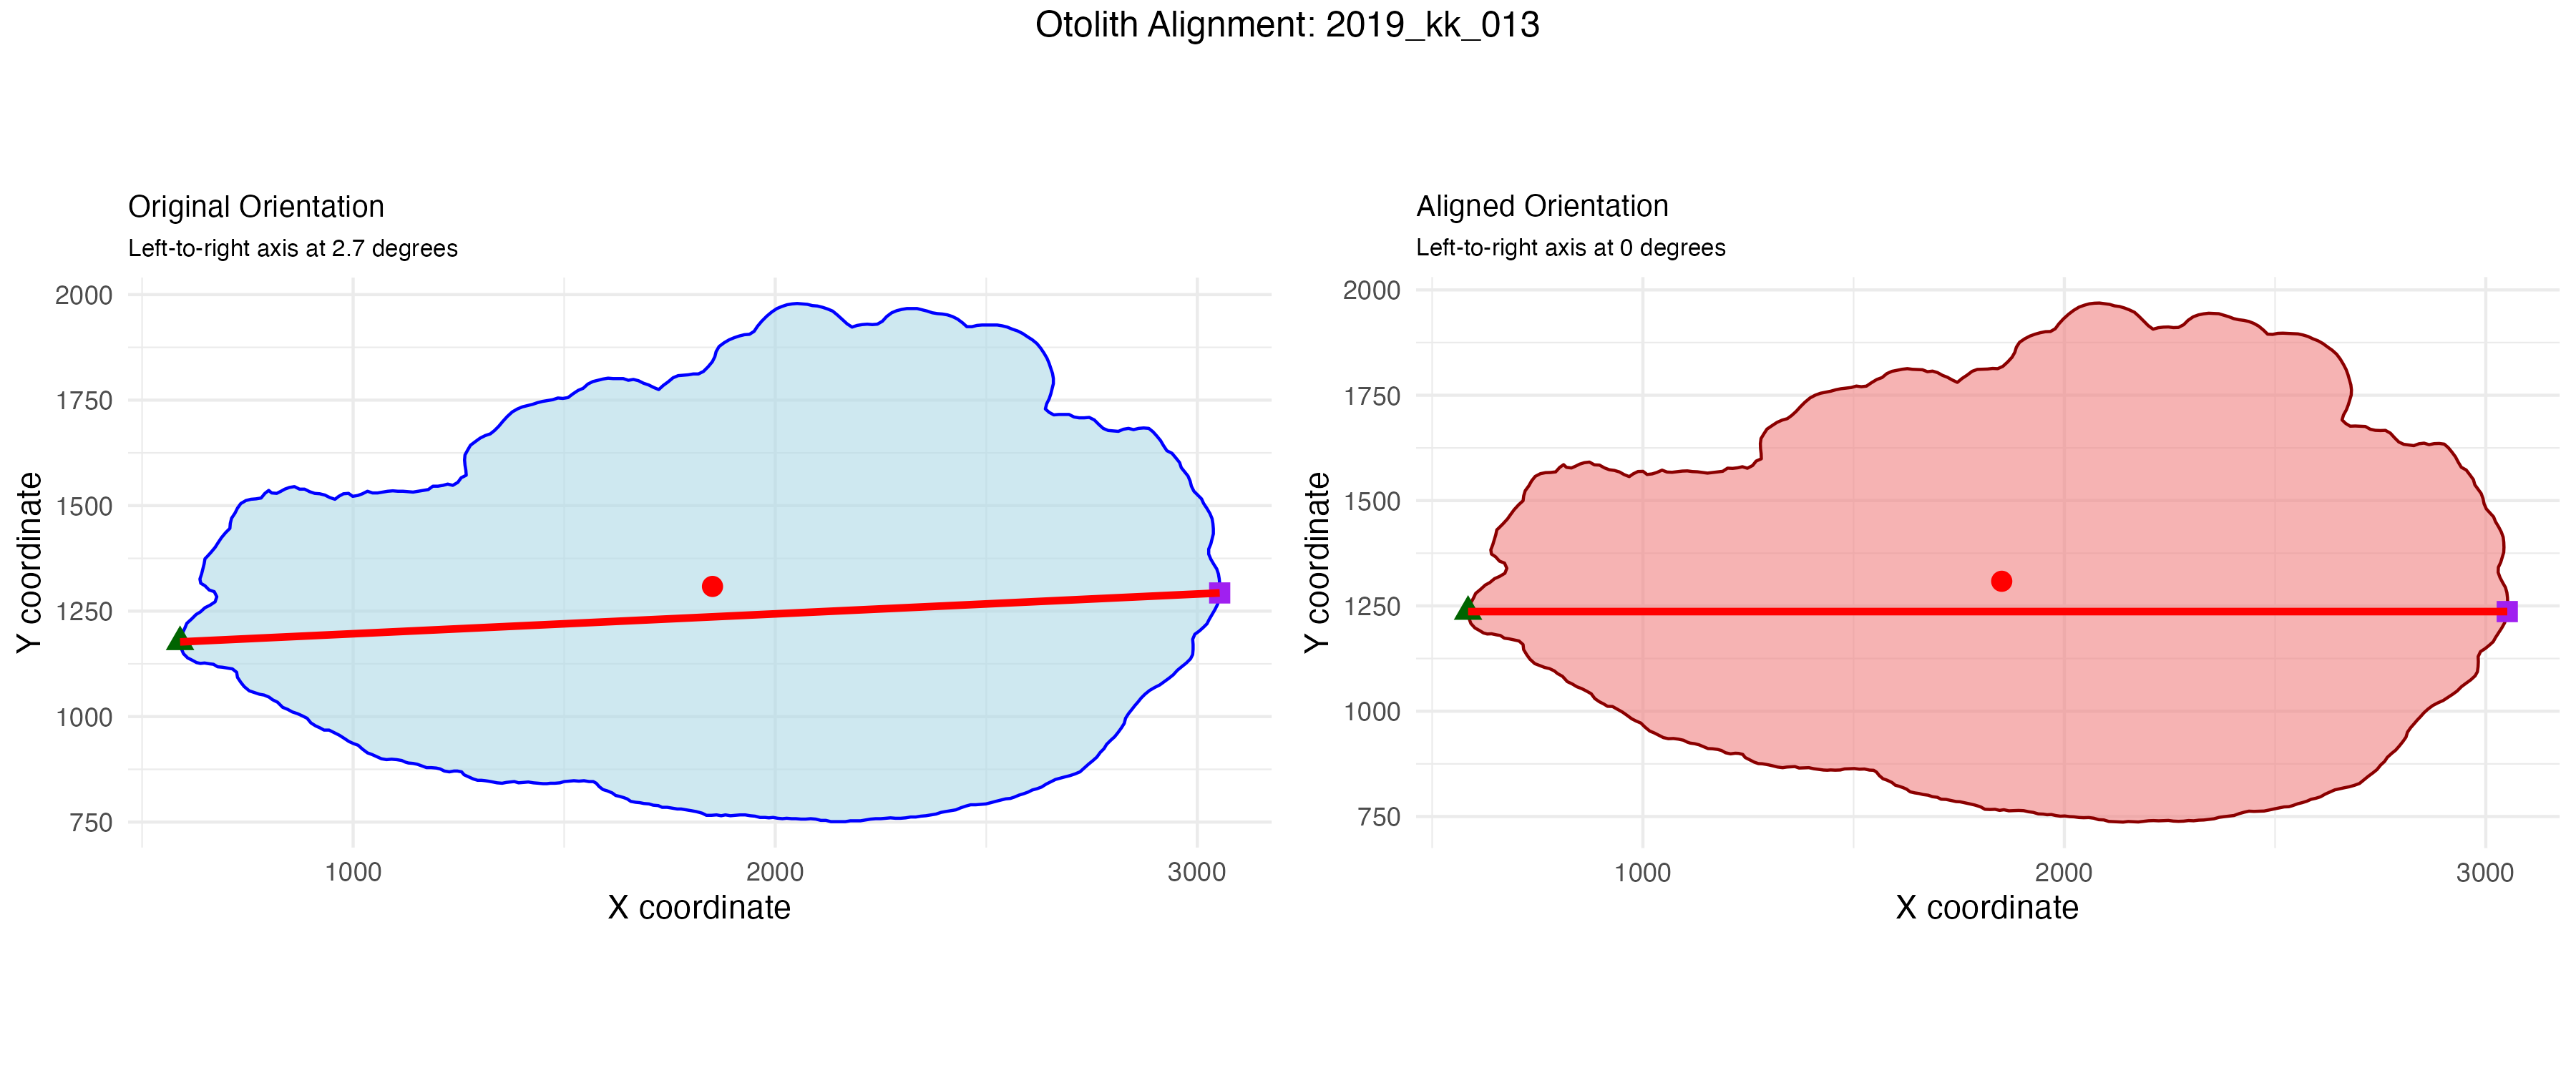 Otolith Alignment: 2019_kk_013
Original Orientation
Left-to-right axis at 2.7 degrees
2000
1750
1500
1250
1000
750
Y coordinate
1000
2000
3000
X coordinate
Aligned Orientation
Left-to-right axis at 0 degrees
2000
1750
1500
1250
1000
750
Y coordinate
1000
2000
3000
X coordinate